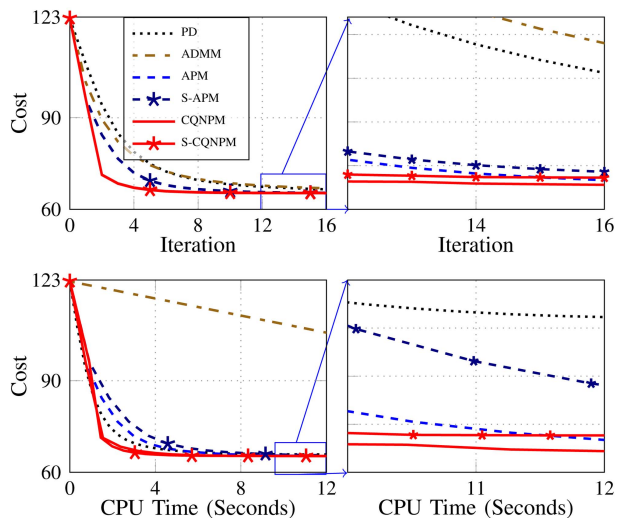 123
90
60
Cost
PD
ADMM
APM
S-APM
CQNPM
S-CQNPM
0 4 8 12 16
Iteration
14 16
Iteration
123
90
60
Cost
0 4 8 12
CPU Time (Seconds)
11 12
CPU Time (Seconds)